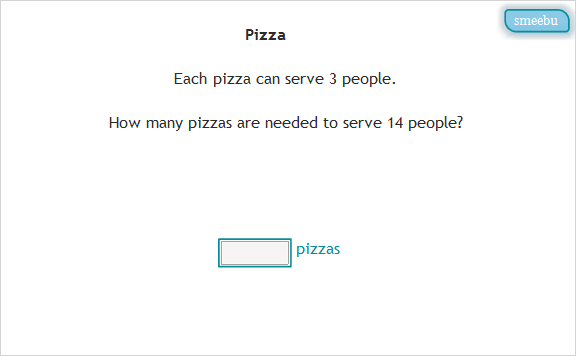 smeebu
Pizza
Each pizza can serve 3 people.
How many pizzas are needed to serve 14 people?
pizzas